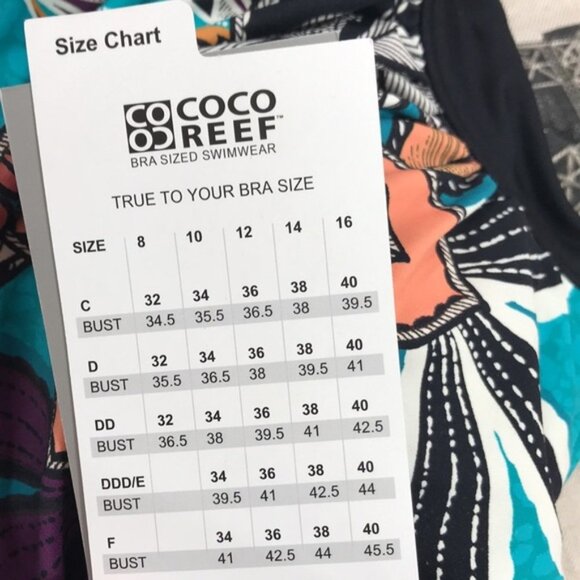 Size Chart
COCO
REEF™
BRA SIZED SWIMWEAR
TRUE TO YOUR BRA SIZE
SIZE 8 10 12 14 16
C 32 34 36 38 40
BUST 34.5 35.5 36.5 38 39.5
D 32 34 36 38 40
BUST 35.5 36.5 38 39.5 41
DD 32 34 36 38 40
BUST 36.5 38 39.5 41 42.5
DDD/E 34 36 38 40
BUST 39.5 41 42.5 44
F 34 36 38 40
BUST 41 42.5 44 45.5